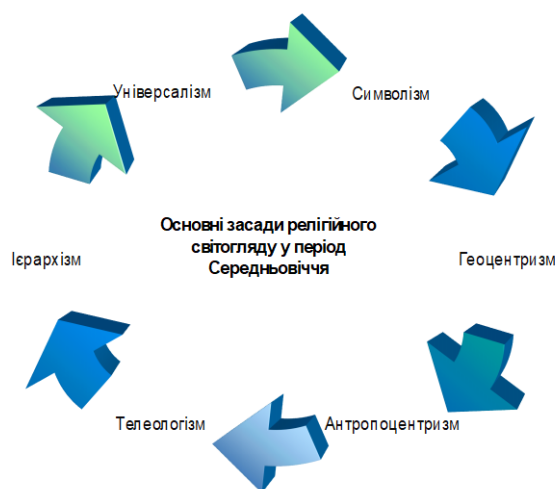 Універсалізм
Символізм
Основні засади релігійного
світогляду у період
Середньовіччя
Ієрархізм
Геоцентризм
Телеологізм
Антропоцентризм